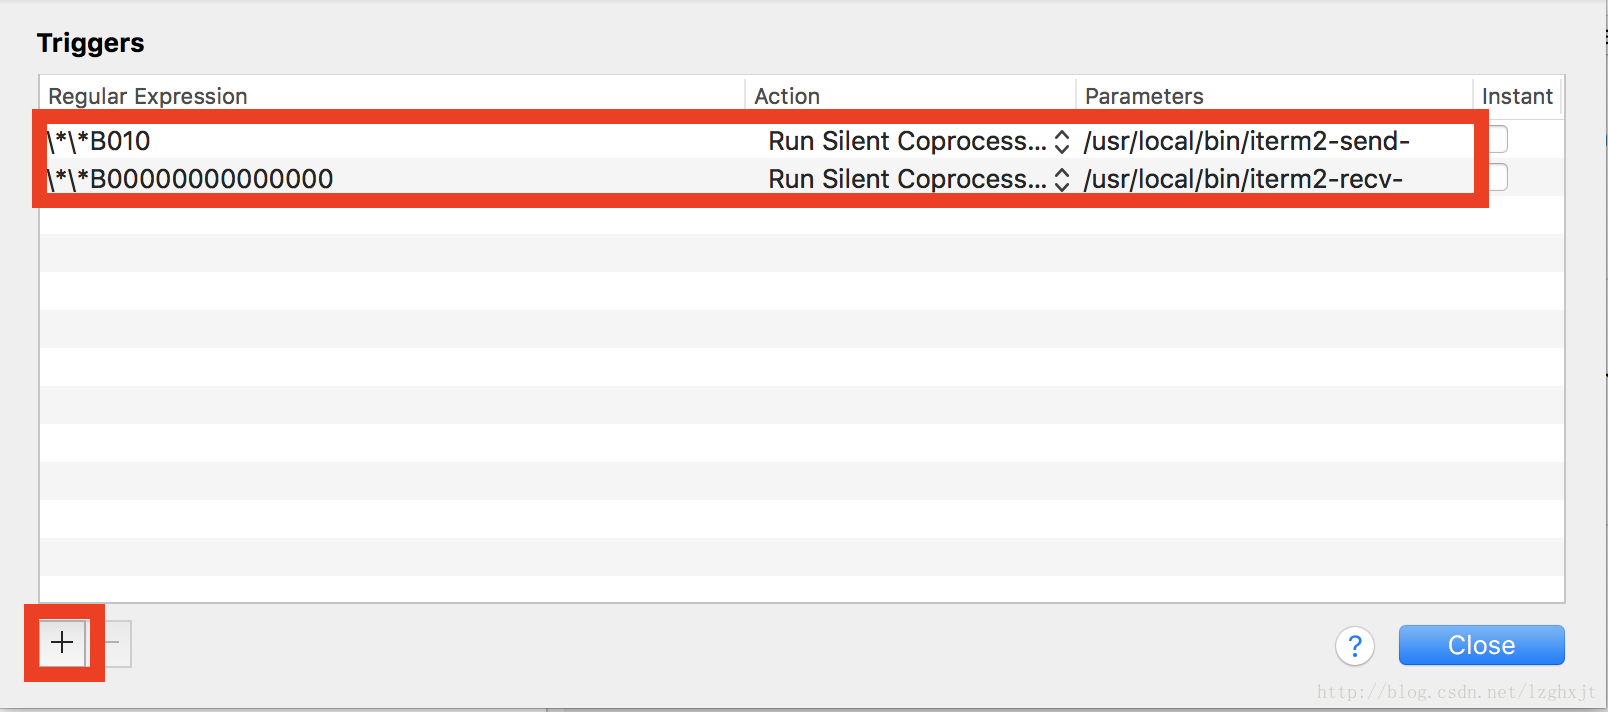 Triggers
Regular Expression Action Parameters Instant
\*\*B010 Run Silent Coprocess... /usr/local/bin/iterm2-send-
\*\*B00000000000000 Run Silent Coprocess... /usr/local/bin/iterm2-recv-
+ −
? Close
http://blog.csdn.net/lzghxjt